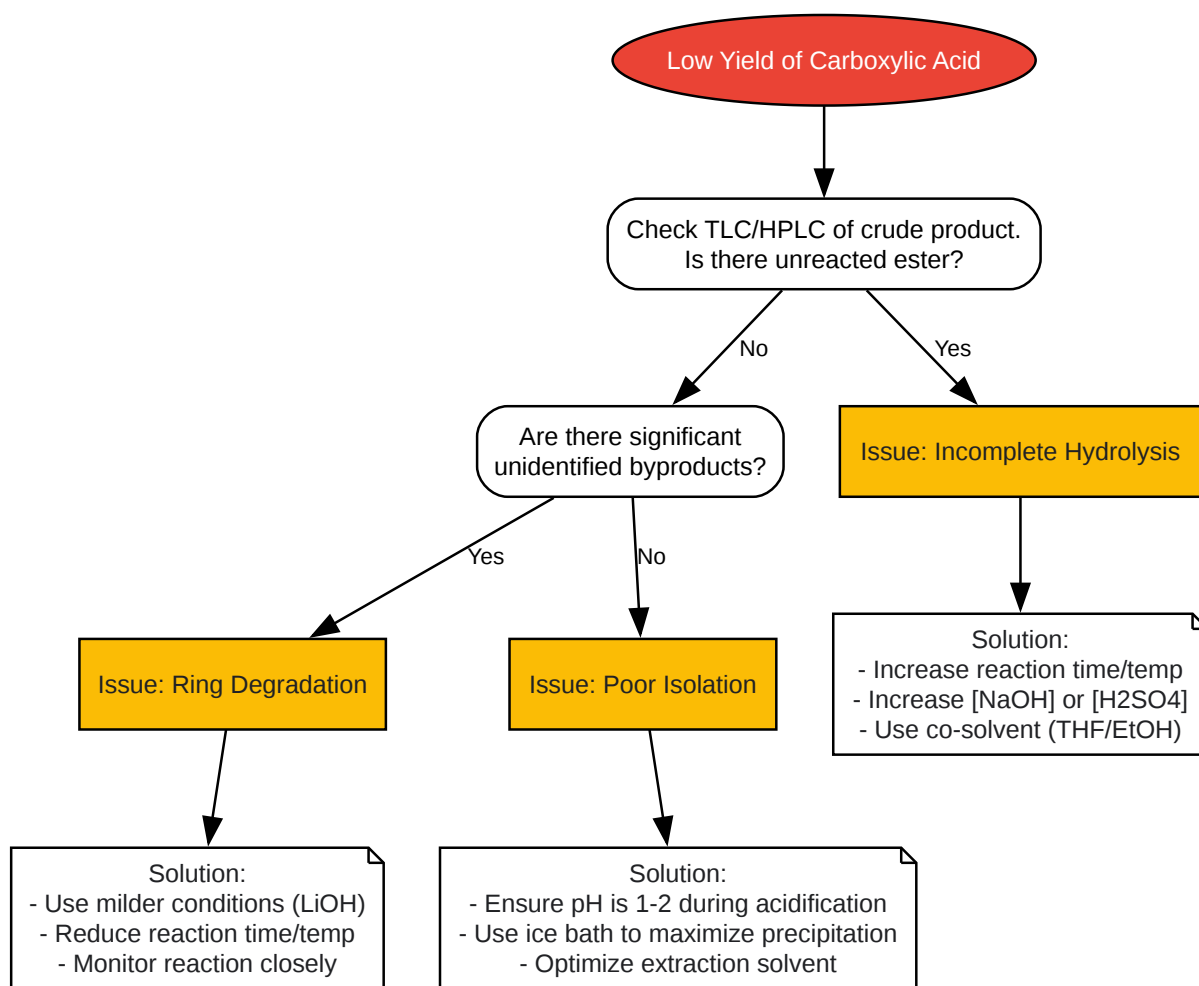 Low Yield of Carboxylic Acid
Check TLC/HPLC of crude product.
Is there unreacted ester?
No
Yes
Are there significant
unidentified byproducts?
Issue: Incomplete Hydrolysis
Yes
No
Solution:
- Increase reaction time/temp
- Increase [NaOH] or [H2SO4]
- Use co-solvent (THF/EtOH)
Issue: Ring Degradation
Issue: Poor Isolation
Solution:
- Use milder conditions (LiOH)
- Reduce reaction time/temp
- Monitor reaction closely
Solution:
- Ensure pH is 1-2 during acidification
- Use ice bath to maximize precipitation
- Optimize extraction solvent